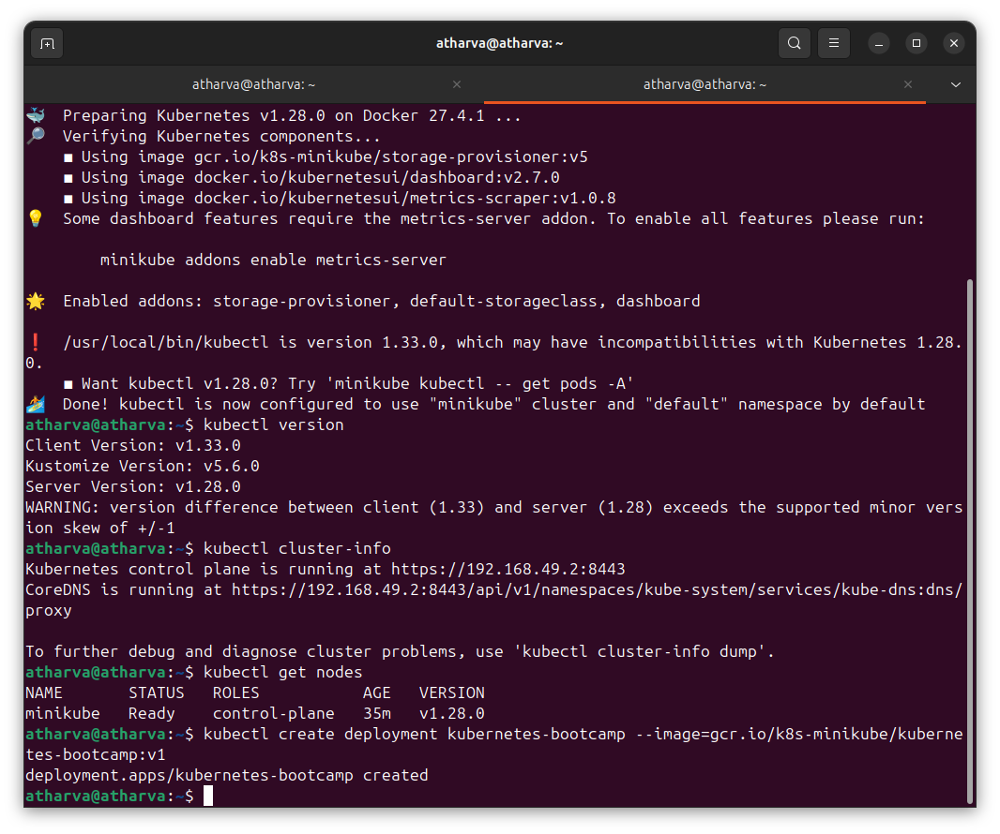 atharva@atharva: ~
atharva@atharva: ~
atharva@atharva: ~
Preparing Kubernetes v1.28.0 on Docker 27.4.1 ...
Verifying Kubernetes components...
■ Using image gcr.io/k8s-minikube/storage-provisioner:v5
■ Using image docker.io/kubernetesui/dashboard:v2.7.0
■ Using image docker.io/kubernetesui/metrics-scraper:v1.0.8
Some dashboard features require the metrics-server addon. To enable all features please run:
minikube addons enable metrics-server
Enabled addons: storage-provisioner, default-storageclass, dashboard
/usr/local/bin/kubectl is version 1.33.0, which may have incompatibilities with Kubernetes 1.28.
0.
■ Want kubectl v1.28.0? Try 'minikube kubectl -- get pods -A'
Done! kubectl is now configured to use "minikube" cluster and "default" namespace by default
atharva@atharva:~$ kubectl version
Client Version: v1.33.0
Kustomize Version: v5.6.0
Server Version: v1.28.0
WARNING: version difference between client (1.33) and server (1.28) exceeds the supported minor vers
ion skew of +/-1
atharva@atharva:~$ kubectl cluster-info
Kubernetes control plane is running at https://192.168.49.2:8443
CoreDNS is running at https://192.168.49.2:8443/api/v1/namespaces/kube-system/services/kube-dns:dns/
proxy
To further debug and diagnose cluster problems, use 'kubectl cluster-info dump'.
atharva@atharva:~$ kubectl get nodes
NAME STATUS ROLES AGE VERSION
minikube Ready control-plane 35m v1.28.0
atharva@atharva:~$ kubectl create deployment kubernetes-bootcamp --image=gcr.io/k8s-minikube/kuberne
tes-bootcamp:v1
deployment.apps/kubernetes-bootcamp created
atharva@atharva:~$